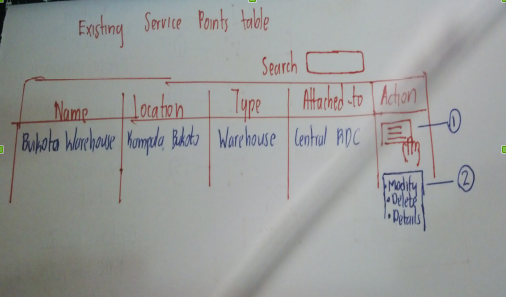 Existing Service Points table
Search
Name Location Type Attached-to Action
Bukoto Warehouse Kampala, Bukoto Warehouse Central RDC
1
2
Modify
• Delete
• Details